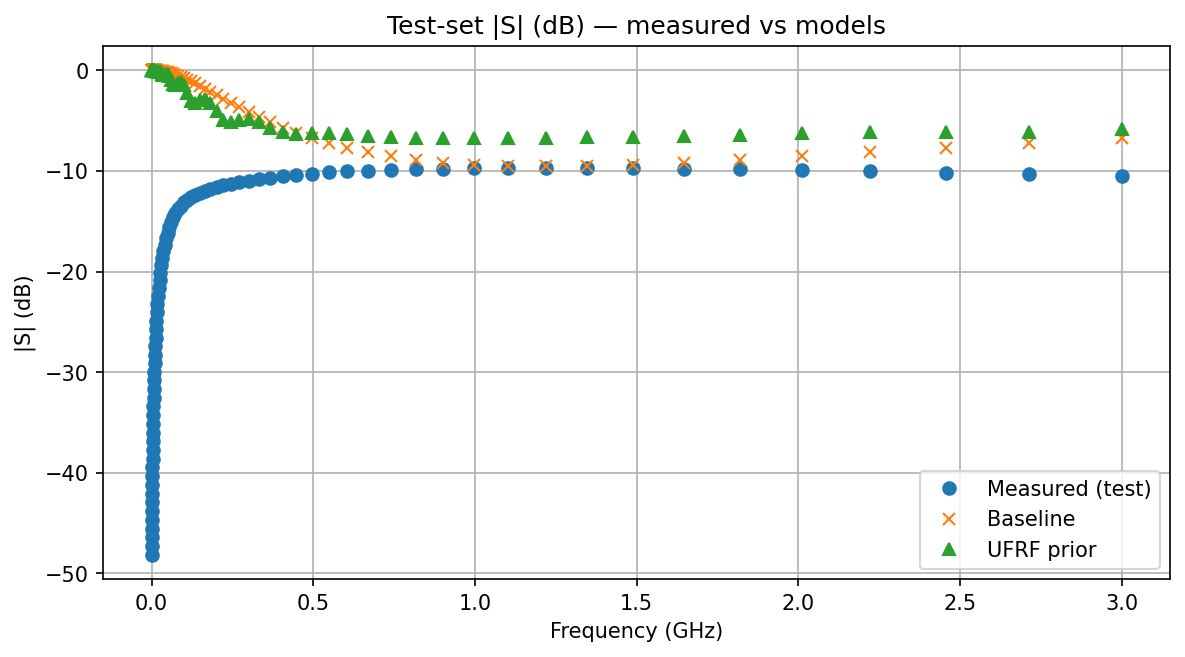 Test-set |S| (dB) — measured vs models
|S| (dB)
0
−10
−20
−30
−40
−50
0.0 0.5 1.0 1.5 2.0 2.5 3.0
Frequency (GHz)
Measured (test)
Baseline
UFRF prior